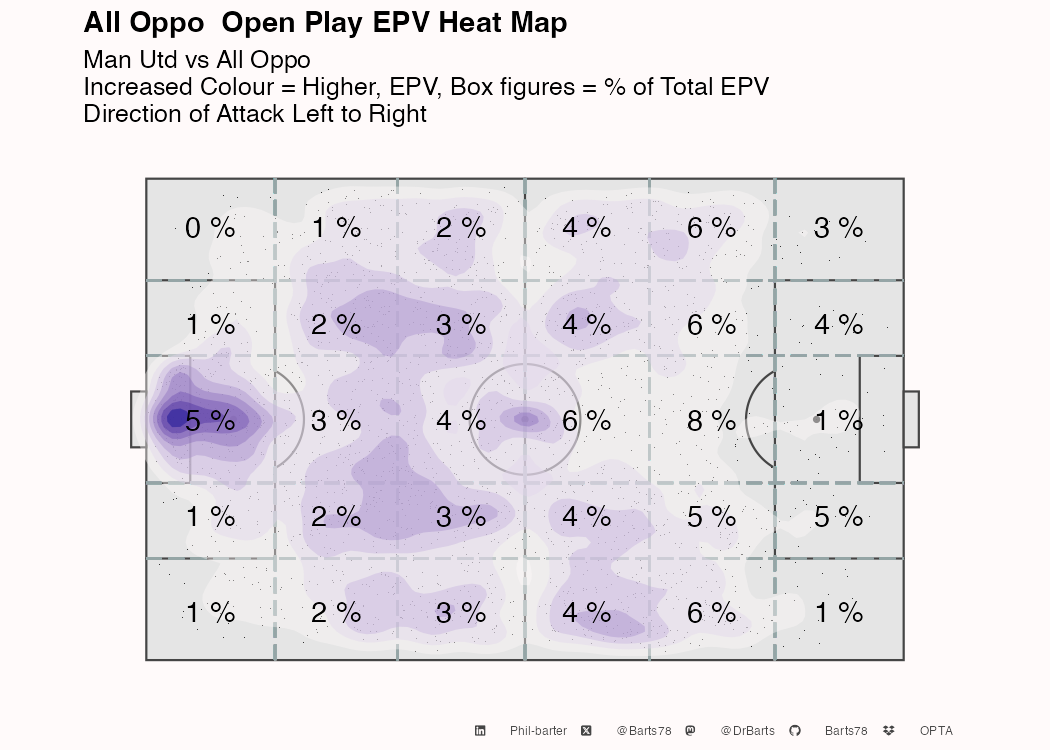 All Oppo  Open Play EPV Heat Map
Man Utd vs All Oppo
Increased Colour = Higher, EPV, Box figures = % of Total EPV
Direction of Attack Left to Right
0 % 1 % 2 % 4 % 6 % 3 %
1 % 2 % 3 % 4 % 6 % 4 %
5 % 3 % 4 % 6 % 8 % 1 %
1 % 2 % 3 % 4 % 5 % 5 %
1 % 2 % 3 % 4 % 6 % 1 %
Phil-barter @Barts78 @DrBarts Barts78 OPTA